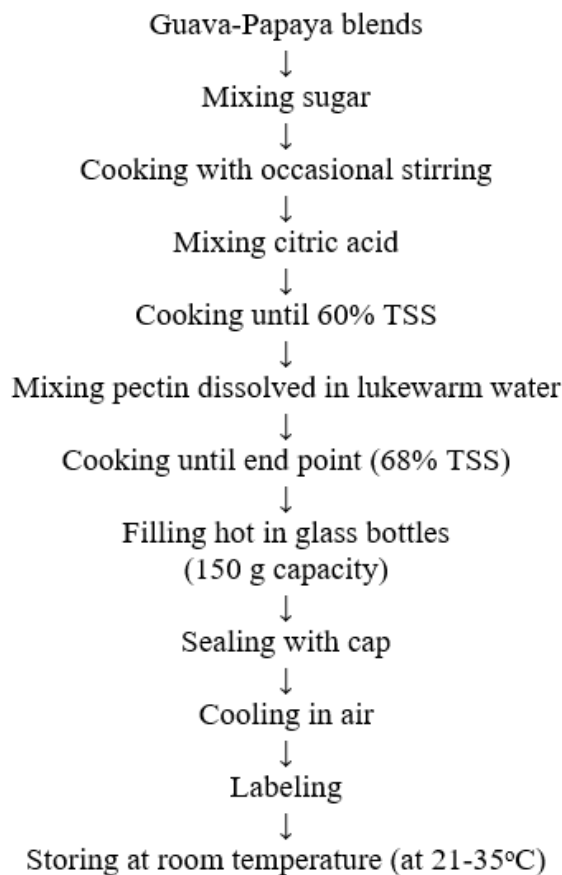 Guava-Papaya blends
↓
Mixing sugar
↓
Cooking with occasional stirring
↓
Mixing citric acid
↓
Cooking until 60% TSS
↓
Mixing pectin dissolved in lukewarm water
↓
Cooking until end point (68% TSS)
↓
Filling hot in glass bottles
(150 g capacity)
↓
Sealing with cap
↓
Cooling in air
↓
Labeling
↓
Storing at room temperature (at 21-35ºC)